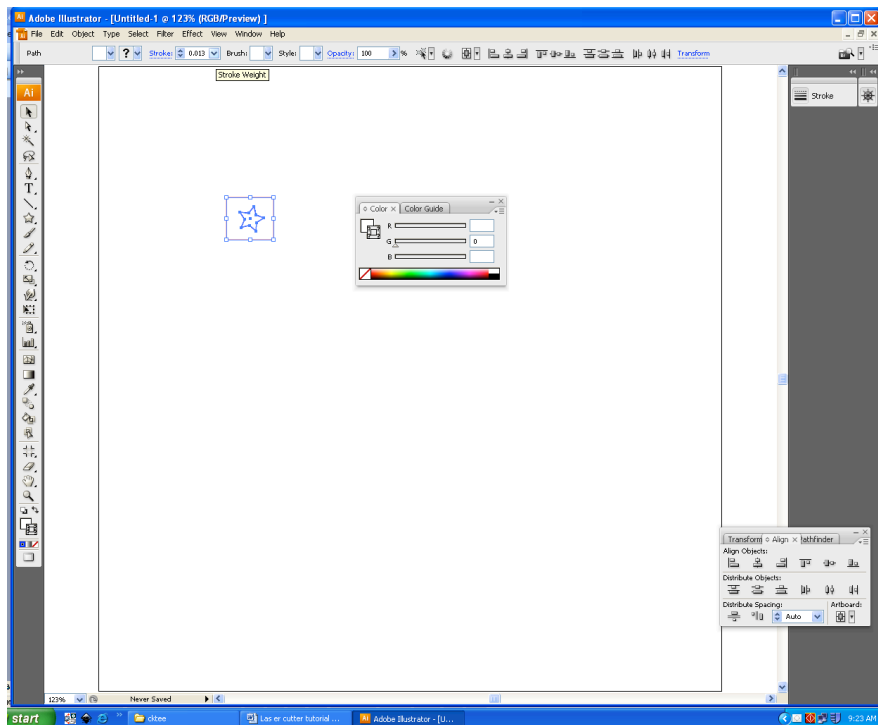 Adobe Illustrator - [Untitled-1 @ 123% (RGB/Preview) ]
File Edit Object Type Select Filter Effect View Window Help
Path ? Stroke: 0.013 Brush: Style: Opacity: 100 % Transform
Stroke Weight
Ai
Stroke
T
Color × Color Guide
R
G 0
B
Transform Align × Pathfinder
Align Objects:
Distribute Objects:
Distribute Spacing: Artboard:
Auto
123% Never Saved
start cktee Las er cutter tutorial ... Adobe Illustrator - [U... 9:23 AM